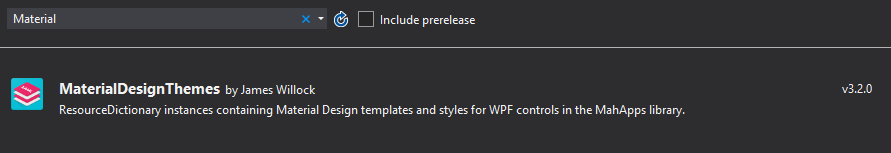 Material
Include prerelease
MaterialDesignThemes by James Willock v3.2.0
ResourceDictionary instances containing Material Design templates and styles for WPF controls in the MahApps library.